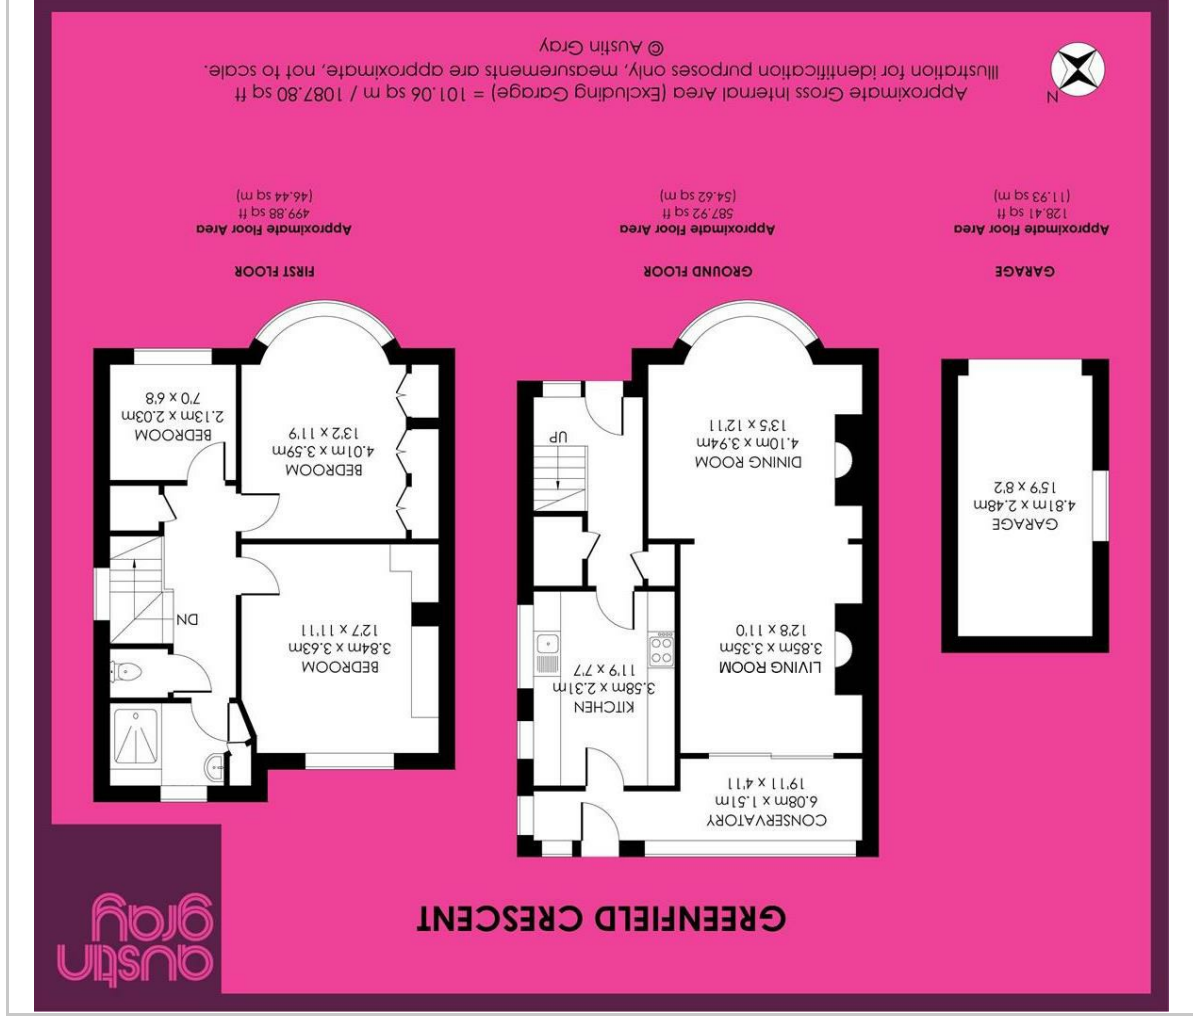 austin
gray
GREENFIELD CRESCENT
CONSERVATORY
6.08m x 1.51m
19'11 x 4'11
KITCHEN
3.58m x 2.31m
11'9 x 7'7
LIVING ROOM
3.85m x 3.35m
12'8 x 11'0
DINING ROOM
4.10m x 3.94m
13'5 x 12'11
UP
BEDROOM
3.84m x 3.63m
12'7 x 11'11
DN
BEDROOM
4.01m x 3.59m
13'2 x 11'9
BEDROOM
2.13m x 2.03m
7'0 x 6'8
GARAGE
4.81m x 2.48m
15'9 x 8'2
GARAGE
Approximate Floor Area
128.41 sq ft
(11.93 sq m)
GROUND FLOOR
Approximate Floor Area
587.92 sq ft
(54.62 sq m)
FIRST FLOOR
Approximate Floor Area
499.88 sq ft
(46.44 sq m)
N
Approximate Gross Internal Area (Excluding Garage) = 101.06 sq m / 1087.80 sq ft
Illustration for identification purposes only, measurements are approximate, not to scale.
© Austin Gray